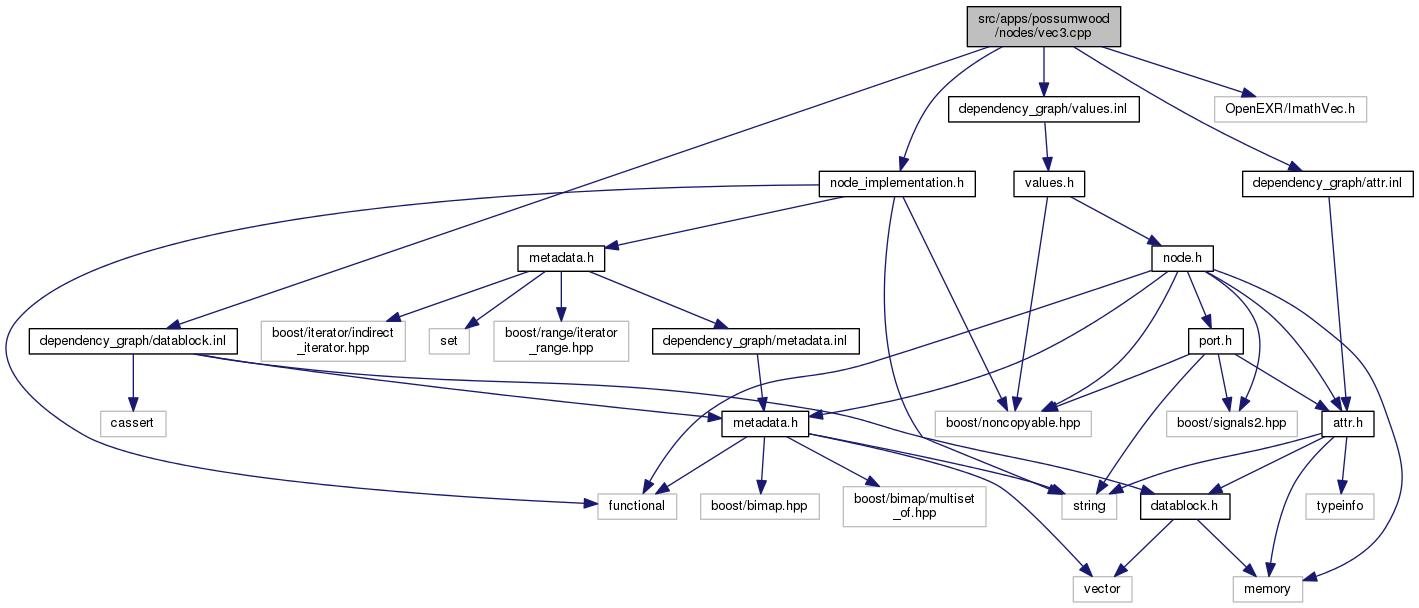 src/apps/possumwood
/nodes/vec3.cpp
dependency_graph/values.inl
OpenEXR/ImathVec.h
node_implementation.h
values.h
dependency_graph/attr.inl
metadata.h
node.h
dependency_graph/datablock.inl
boost/iterator/indirect
_iterator.hpp
set
boost/range/iterator
_range.hpp
dependency_graph/metadata.inl
port.h
cassert
metadata.h
boost/noncopyable.hpp
boost/signals2.hpp
attr.h
functional
boost/bimap.hpp
boost/bimap/multiset
_of.hpp
string
datablock.h
typeinfo
vector
memory